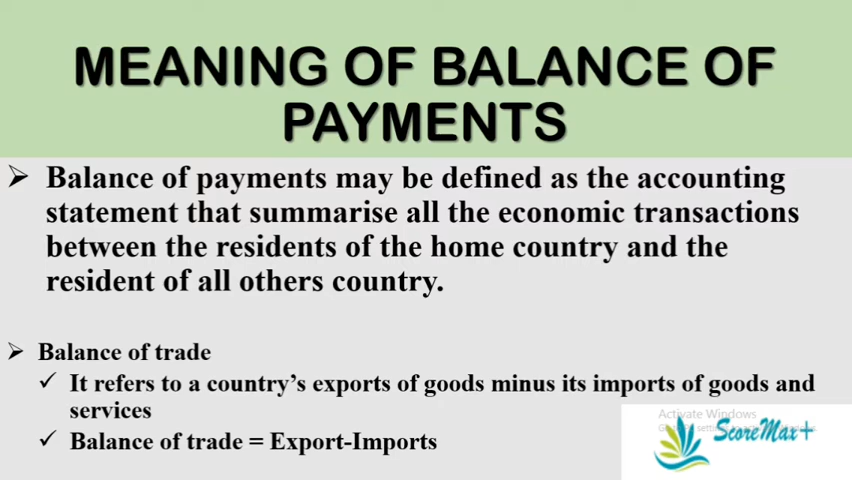 MEANING OF BALANCE OF
PAYMENTS
Balance of payments may be defined as the accounting
statement that summarise all the economic transactions
between the residents of the home country and the
resident of all others country.
Balance of trade
It refers to a country's exports of goods minus its imports of goods and
services
Balance of trade = Export-Imports
Activate Windows
ScoreMax+